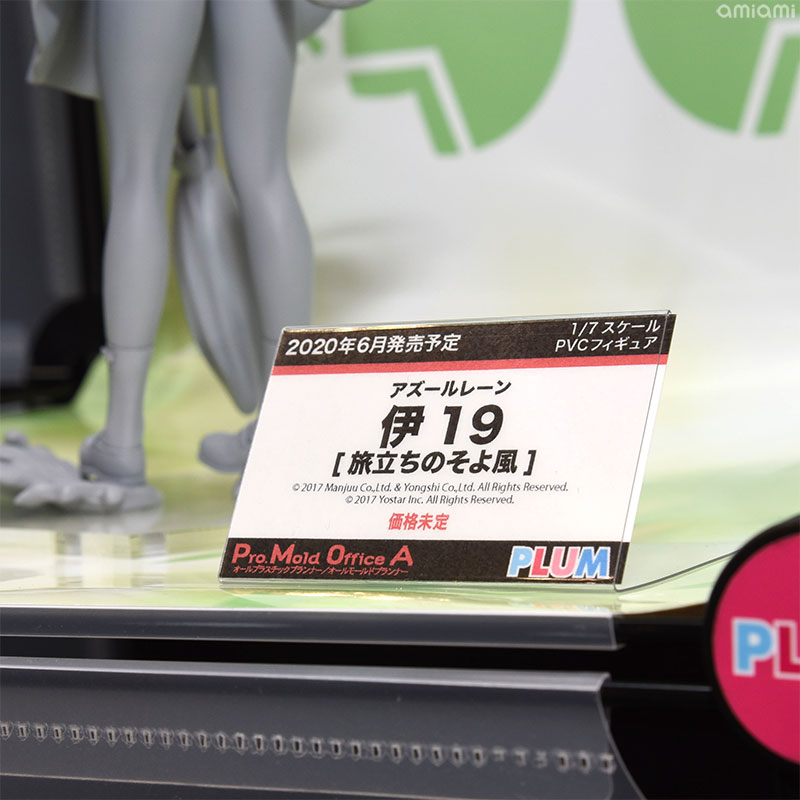 amiami
2020年6月発売予定
1/7 スケール
PVCフィギュア
アズールレーン
伊 19
[ 旅立ちのそよ風 ]
© 2017 Manjuu Co.,Ltd. & Yongshi Co.,Ltd. All Rights Reserved.
© 2017 Yostar Inc. All Rights Reserved.
価格未定
Pro.Mold Office A
オールプラスチックプランナー/オールモールドプランナー
PLUM
PL